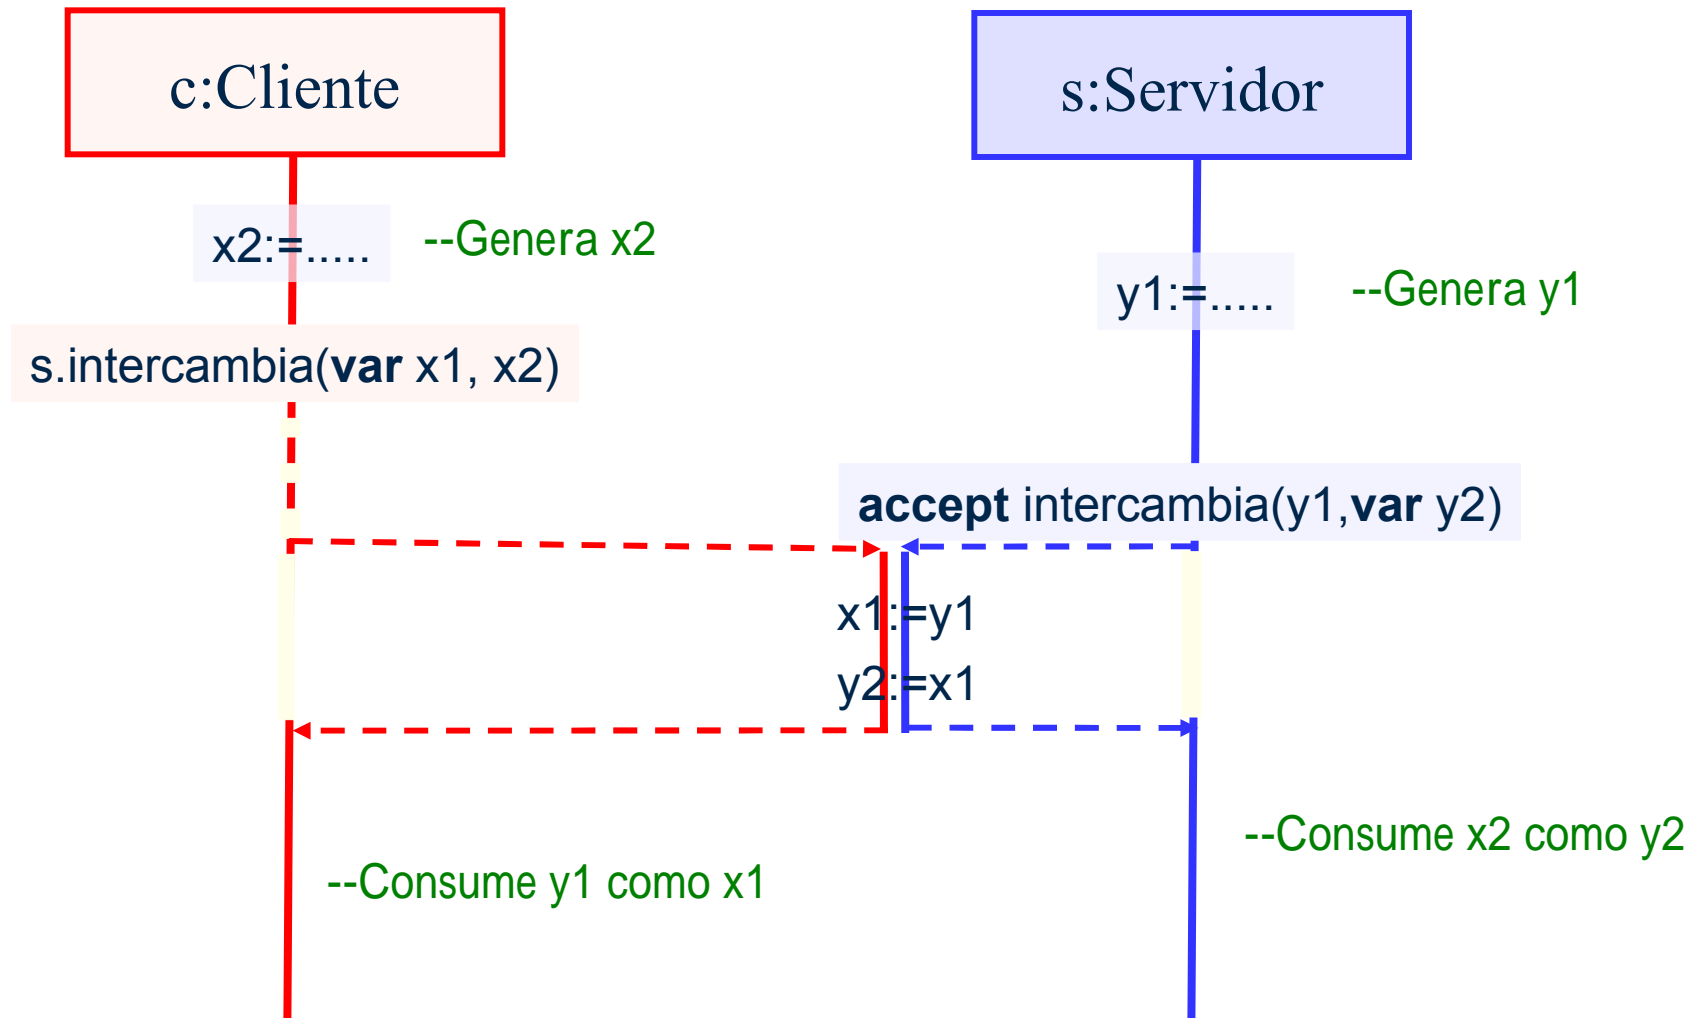 c:Cliente
s:Servidor
x2:=.....
--Genera x2
y1:=.....
--Genera y1
s.intercambia(var x1, x2)
accept intercambia(y1,var y2)
x1:=y1
y2:=x1
--Consume x2 como y2
--Consume y1 como x1